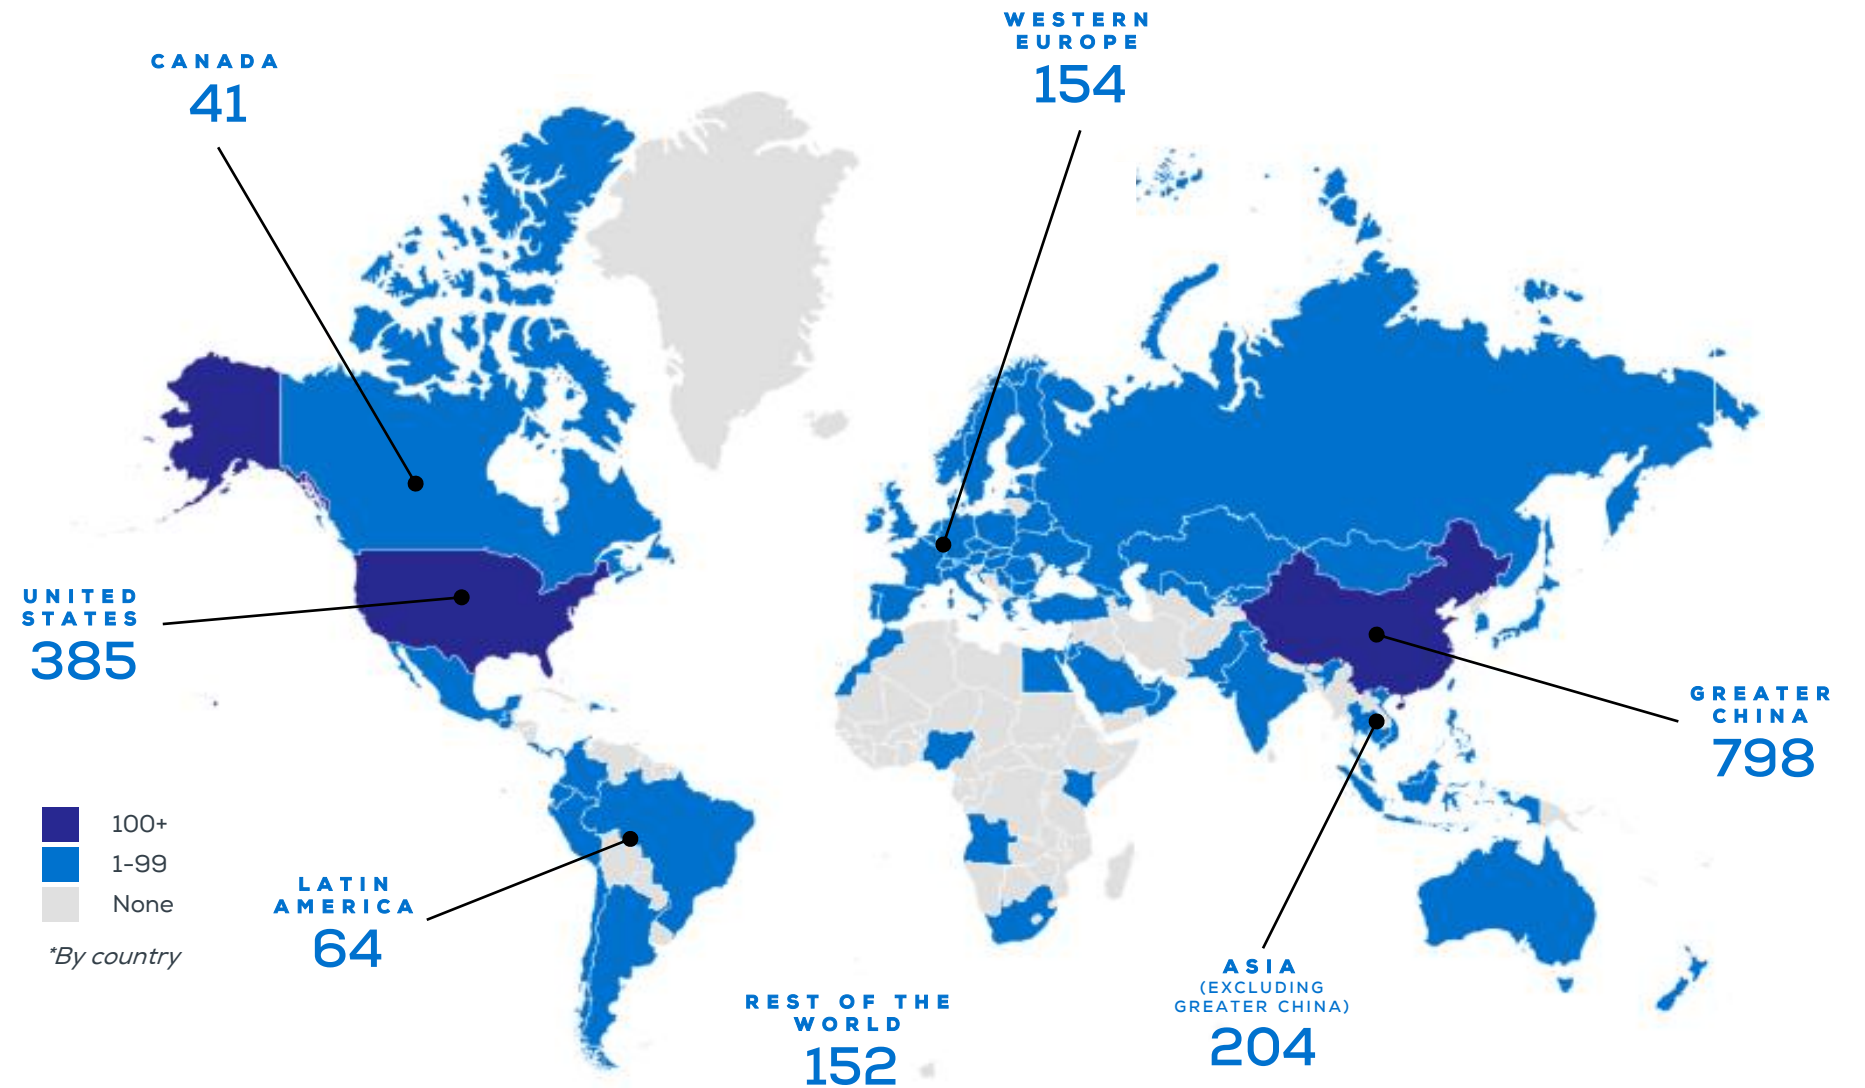 WESTERN
EUROPE
154
CANADA
41
UNITED
STATES
385
GREATER
CHINA
798
100+
1-99
None
*By country
LATIN
AMERICA
64
REST OF THE
WORLD
152
ASIA
(EXCLUDING
GREATER CHINA)
204